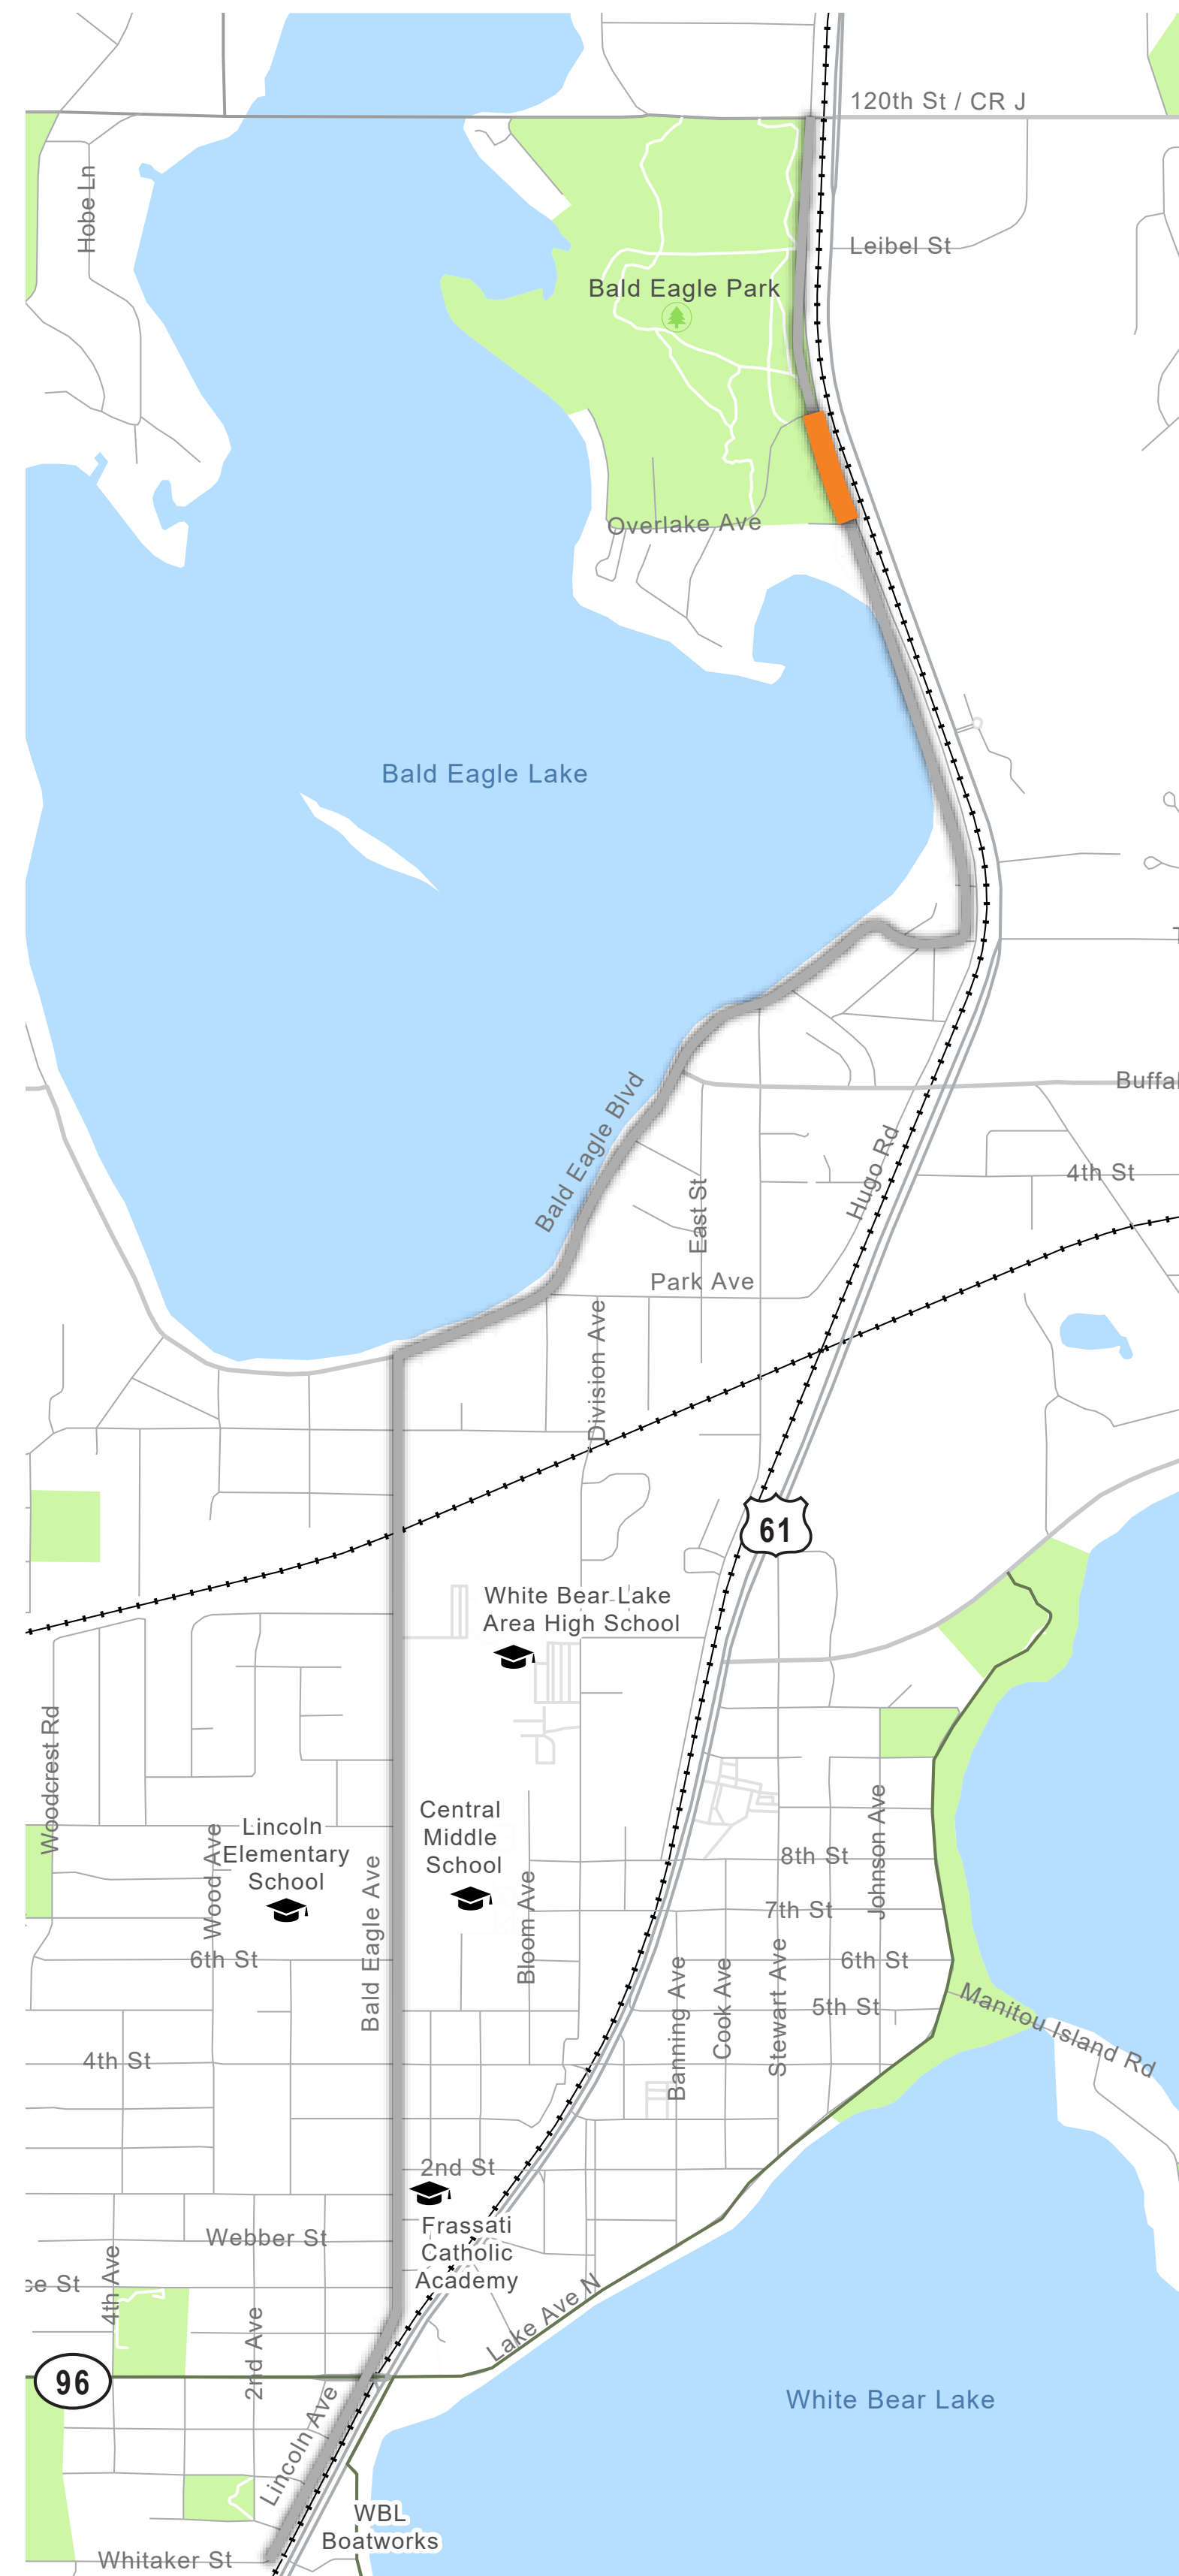 120th St / CR J
Hobe Ln
Leibel St
Bald Eagle Park
Overlake Ave
Bald Eagle Lake
Bald Eagle Blvd
Buffal
Hugo Rd
4th St
East St
Park Ave
Division Ave
61
White Bear Lake
Area High School
Woodcrest Rd
Lincoln
Elementary
School
Central
Middle
School
Wood Ave
Bald Eagle Ave
Bloom Ave
8th St
Johnson Ave
7th St
6th St
6th St
Banning Ave
Cook Ave
Stewart Ave
5th St
Manitou Island Rd
4th St
2nd St
Frassati
Catholic
Academy
Webber St
ce St
4th Ave
2nd Ave
Lake Ave N
96
Lincoln Ave
White Bear Lake
WBL
Boatworks
Whitaker St